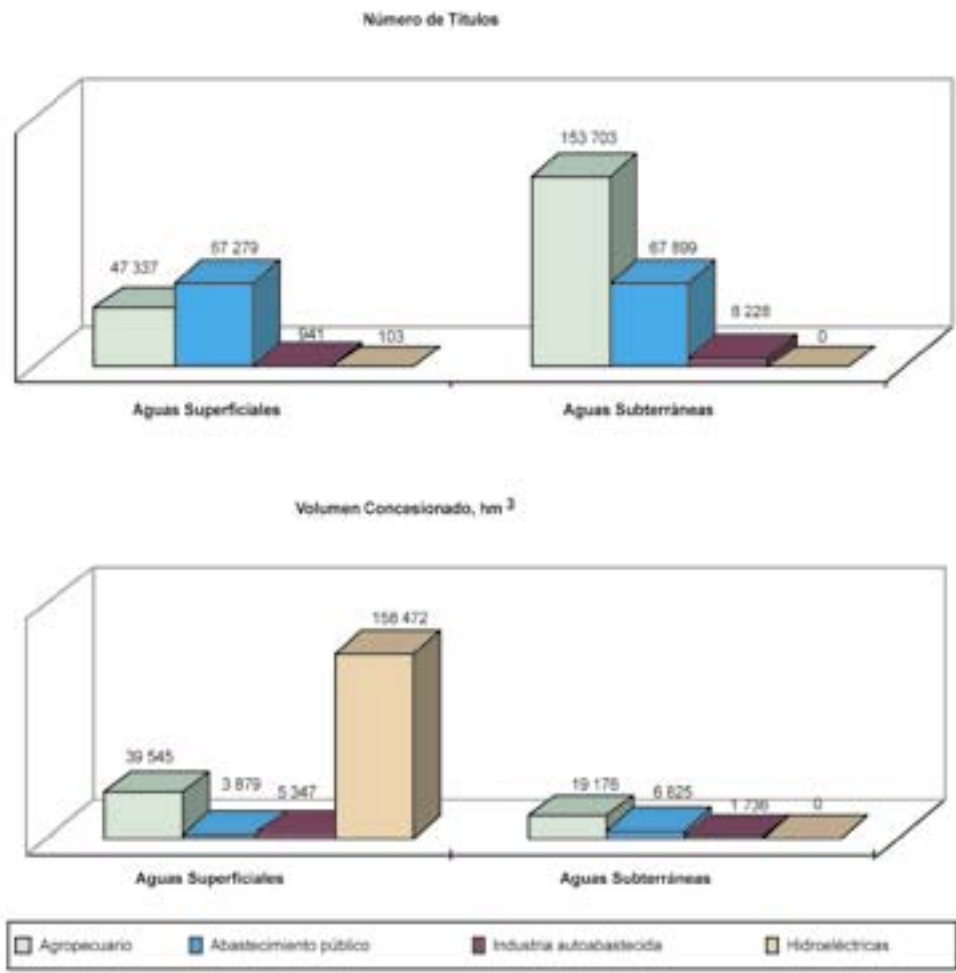 Número de Títulos
153 703
67 279
67 899
47 337
8 228
941
103
0
Aguas Superficiales
Aguas Subterráneas
Volumen Concesionado, hm 3
158 472
39 545
3 879
5 347
19 176
6 825
1 736
0
Aguas Superficiales
Aguas Subterráneas
Agropecuario
Abastecimiento público
Industria autoabastecida
Hidroeléctricas